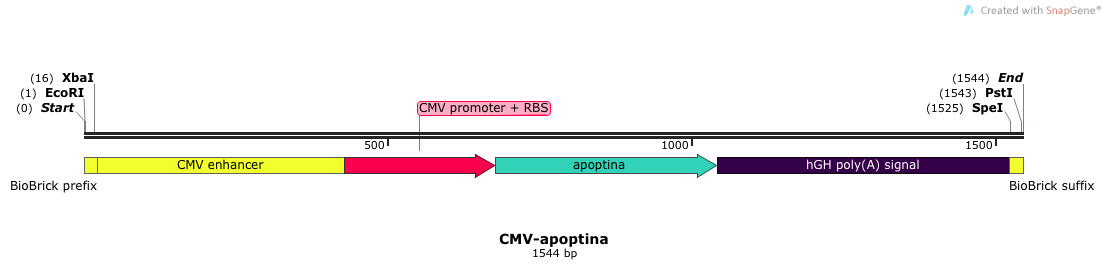 Created with SnapGene®
(16) XbaI
(1) EcoRI
(0) Start
(1544) End
(1543) PstI
(1525) SpeI
CMV promoter + RBS
500
1000
1500
CMV enhancer
apoptina
hGH poly(A) signal
BioBrick prefix
BioBrick suffix
CMV-apoptina
1544 bp